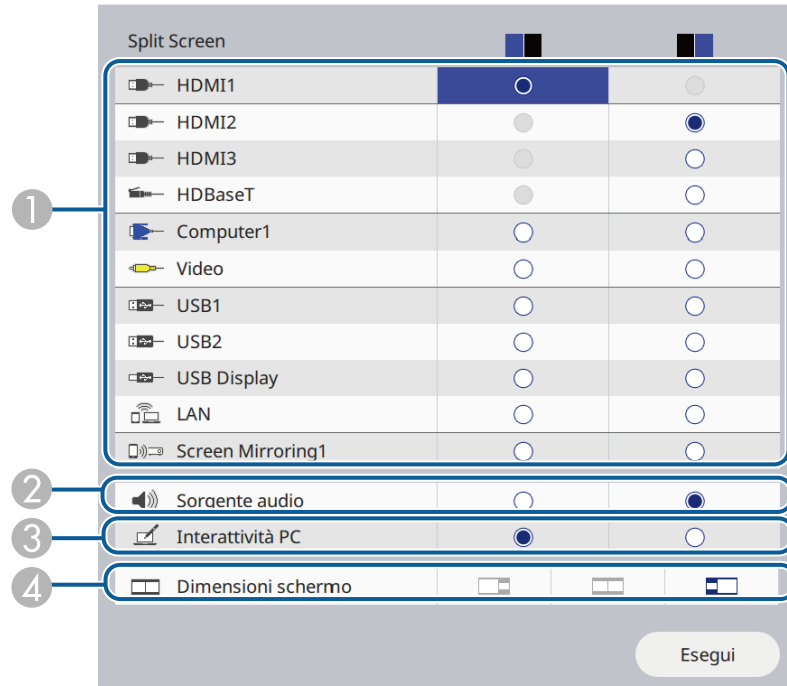 Split Screen
HDMI1
HDMI2
HDMI3
HDBaseT
1
Computer1
Video
USB1
USB2
USB Display
LAN
Screen Mirroring1
2 Sorgente audio
3 Interattività PC
4 Dimensioni schermo
Esegui